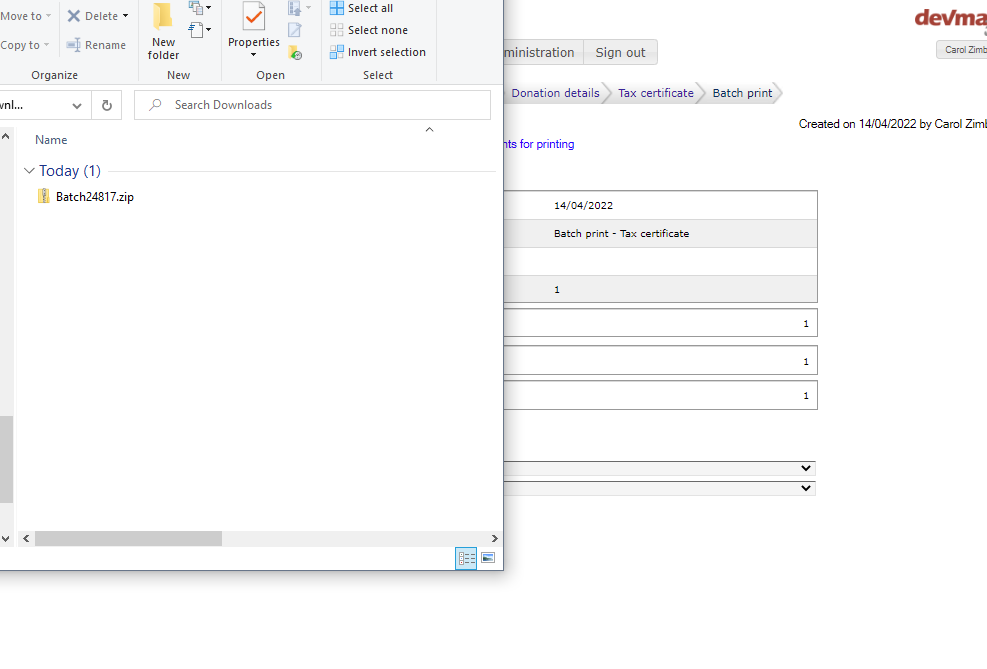 Move to
Delete
Copy to
Rename
New
folder
Properties
Select all
Select none
Invert selection
Organize
New
Open
Select
wnl...
Search Downloads
Name
Today (1)
Batch24817.zip
devma
Carol Zimb
ministration
Sign out
Donation details
Tax certificate
Batch print
Created on 14/04/2022 by Carol Zimb
nts for printing
14/04/2022
Batch print - Tax certificate
1
1
1
1